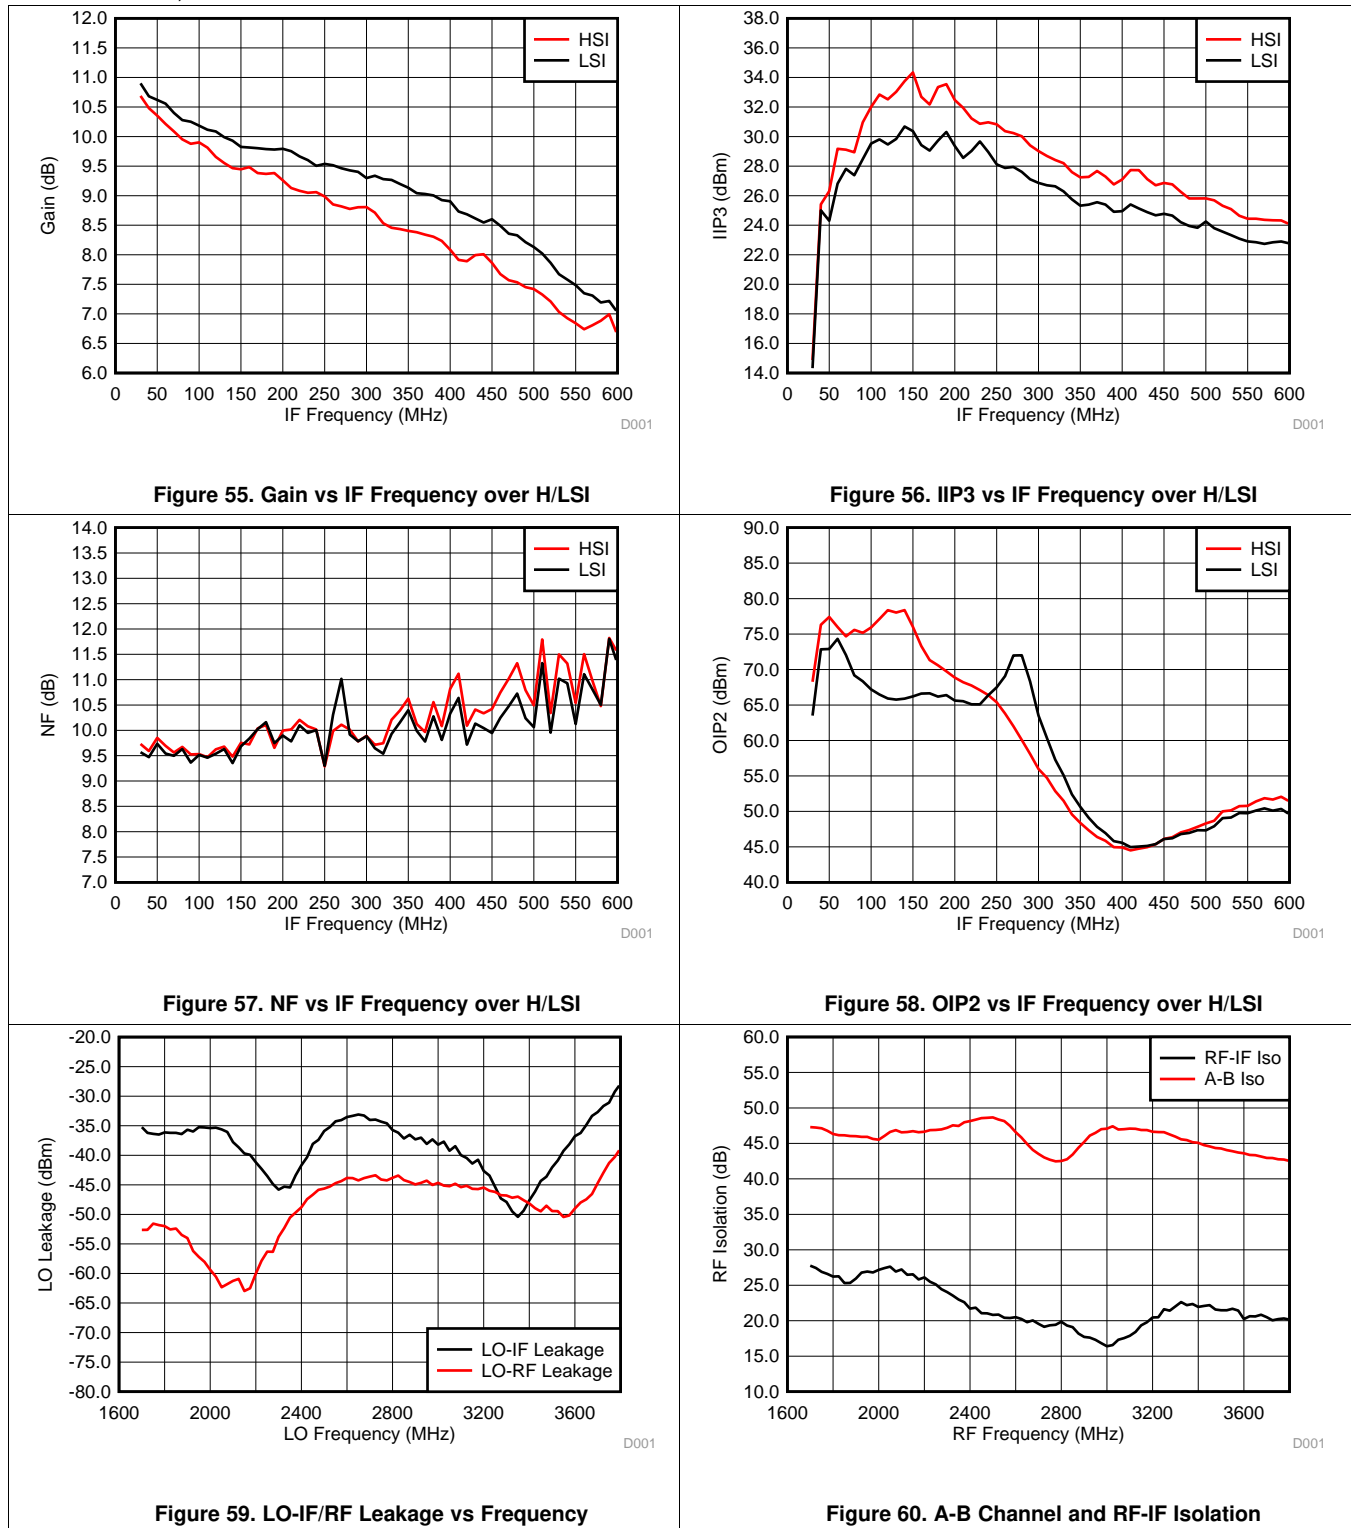 12.0
11.5
11.0
10.5
10.0
9.5
9.0
8.5
8.0
7.5
7.0
6.5
6.0
Gain (dB)
HSI
LSI
0 50 100 150 200 250 300 350 400 450 500 550 600
IF Frequency (MHz)
D001
Figure 55. Gain vs IF Frequency over H/LSI
38.0
36.0
34.0
32.0
30.0
28.0
26.0
24.0
22.0
20.0
18.0
16.0
14.0
IIP3 (dBm)
HSI
LSI
0 50 100 150 200 250 300 350 400 450 500 550 600
IF Frequency (MHz)
D001
Figure 56. IIP3 vs IF Frequency over H/LSI
14.0
13.5
13.0
12.5
12.0
11.5
11.0
10.5
10.0
9.5
9.0
8.5
8.0
7.5
7.0
NF (dB)
HSI
LSI
0 50 100 150 200 250 300 350 400 450 500 550 600
IF Frequency (MHz)
D001
Figure 57. NF vs IF Frequency over H/LSI
90.0
85.0
80.0
75.0
70.0
65.0
60.0
55.0
50.0
45.0
40.0
OIP2 (dBm)
HSI
LSI
0 50 100 150 200 250 300 350 400 450 500 550 600
IF Frequency (MHz)
D001
Figure 58. OIP2 vs IF Frequency over H/LSI
-20.0
-25.0
-30.0
-35.0
-40.0
-45.0
-50.0
-55.0
-60.0
-65.0
-70.0
-75.0
-80.0
LO Leakage (dBm)
LO-IF Leakage
LO-RF Leakage
1600 2000 2400 2800 3200 3600
LO Frequency (MHz)
D001
Figure 59. LO-IF/RF Leakage vs Frequency
60.0
55.0
50.0
45.0
40.0
35.0
30.0
25.0
20.0
15.0
10.0
RF Isolation (dB)
RF-IF Iso
A-B Iso
1600 2000 2400 2800 3200 3600
RF Frequency (MHz)
D001
Figure 60. A-B Channel and RF-IF Isolation